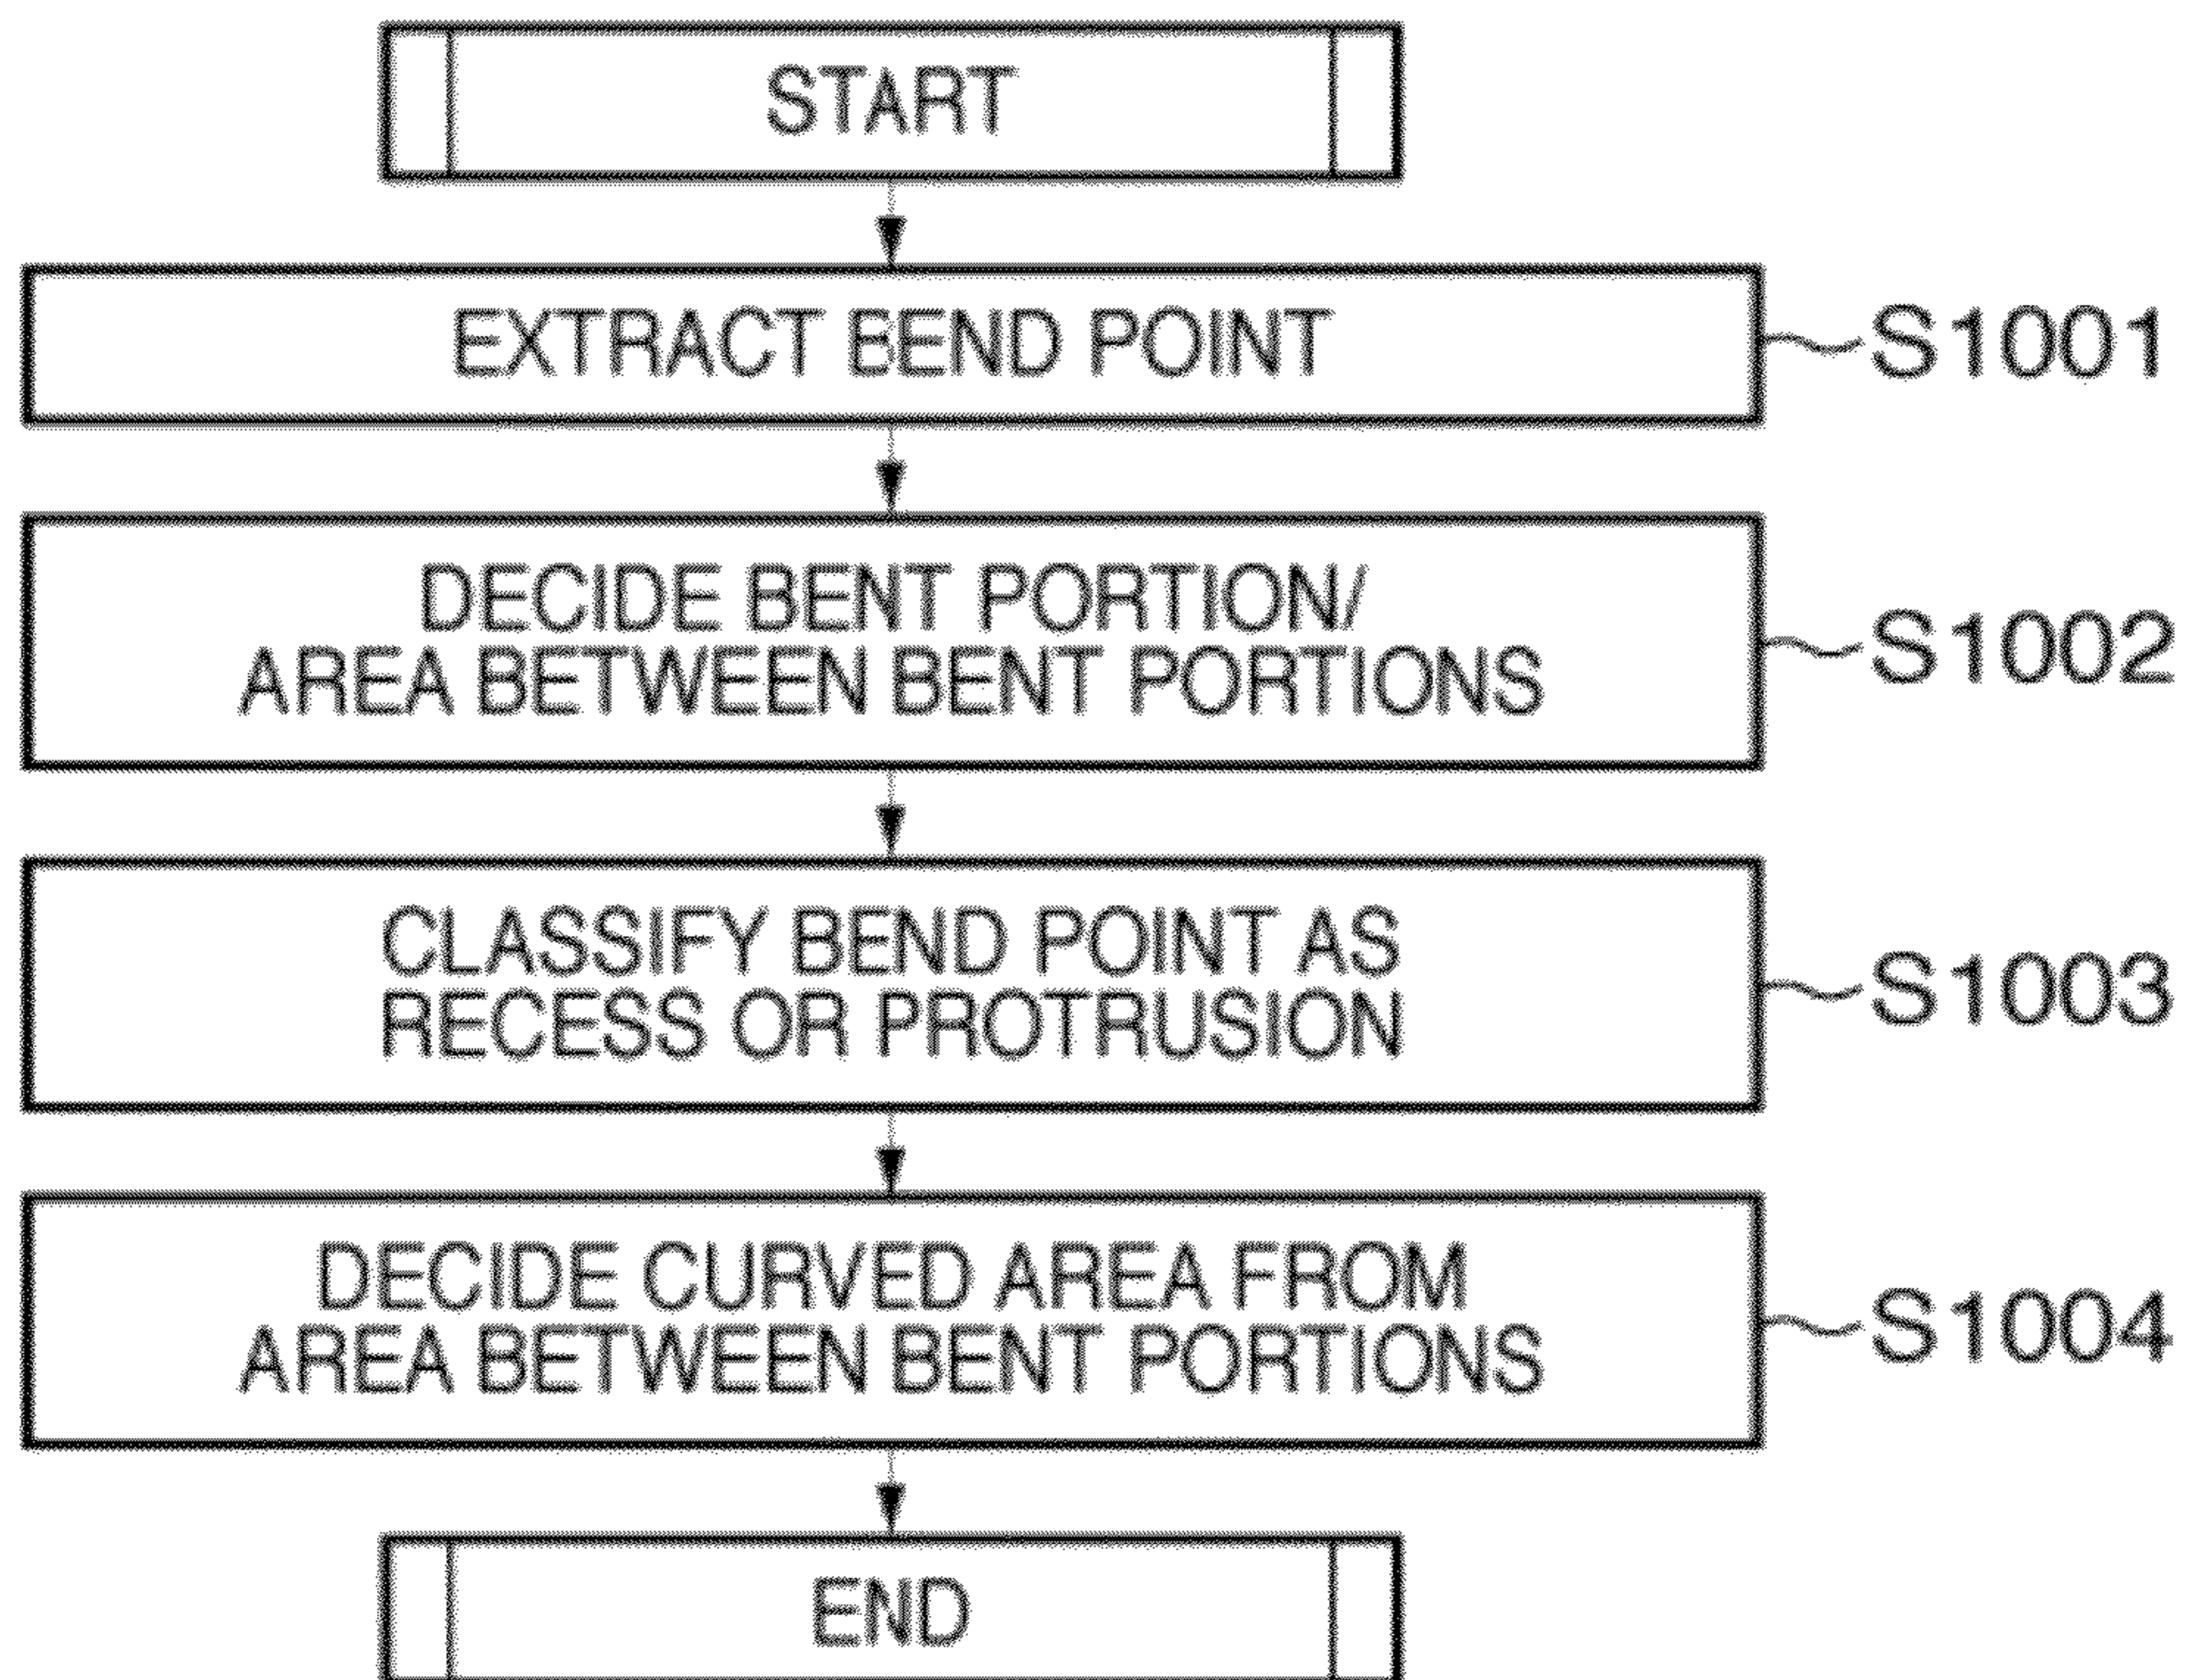 START
EXTRACT BEND POINT
S1001
DECIDE BENT PORTION/
AREA BETWEEN BENT PORTIONS
S1002
CLASSIFY BEND POINT AS
RECESS OR PROTRUSION
S1003
DECIDE CURVED AREA FROM
AREA BETWEEN BENT PORTIONS
S1004
END